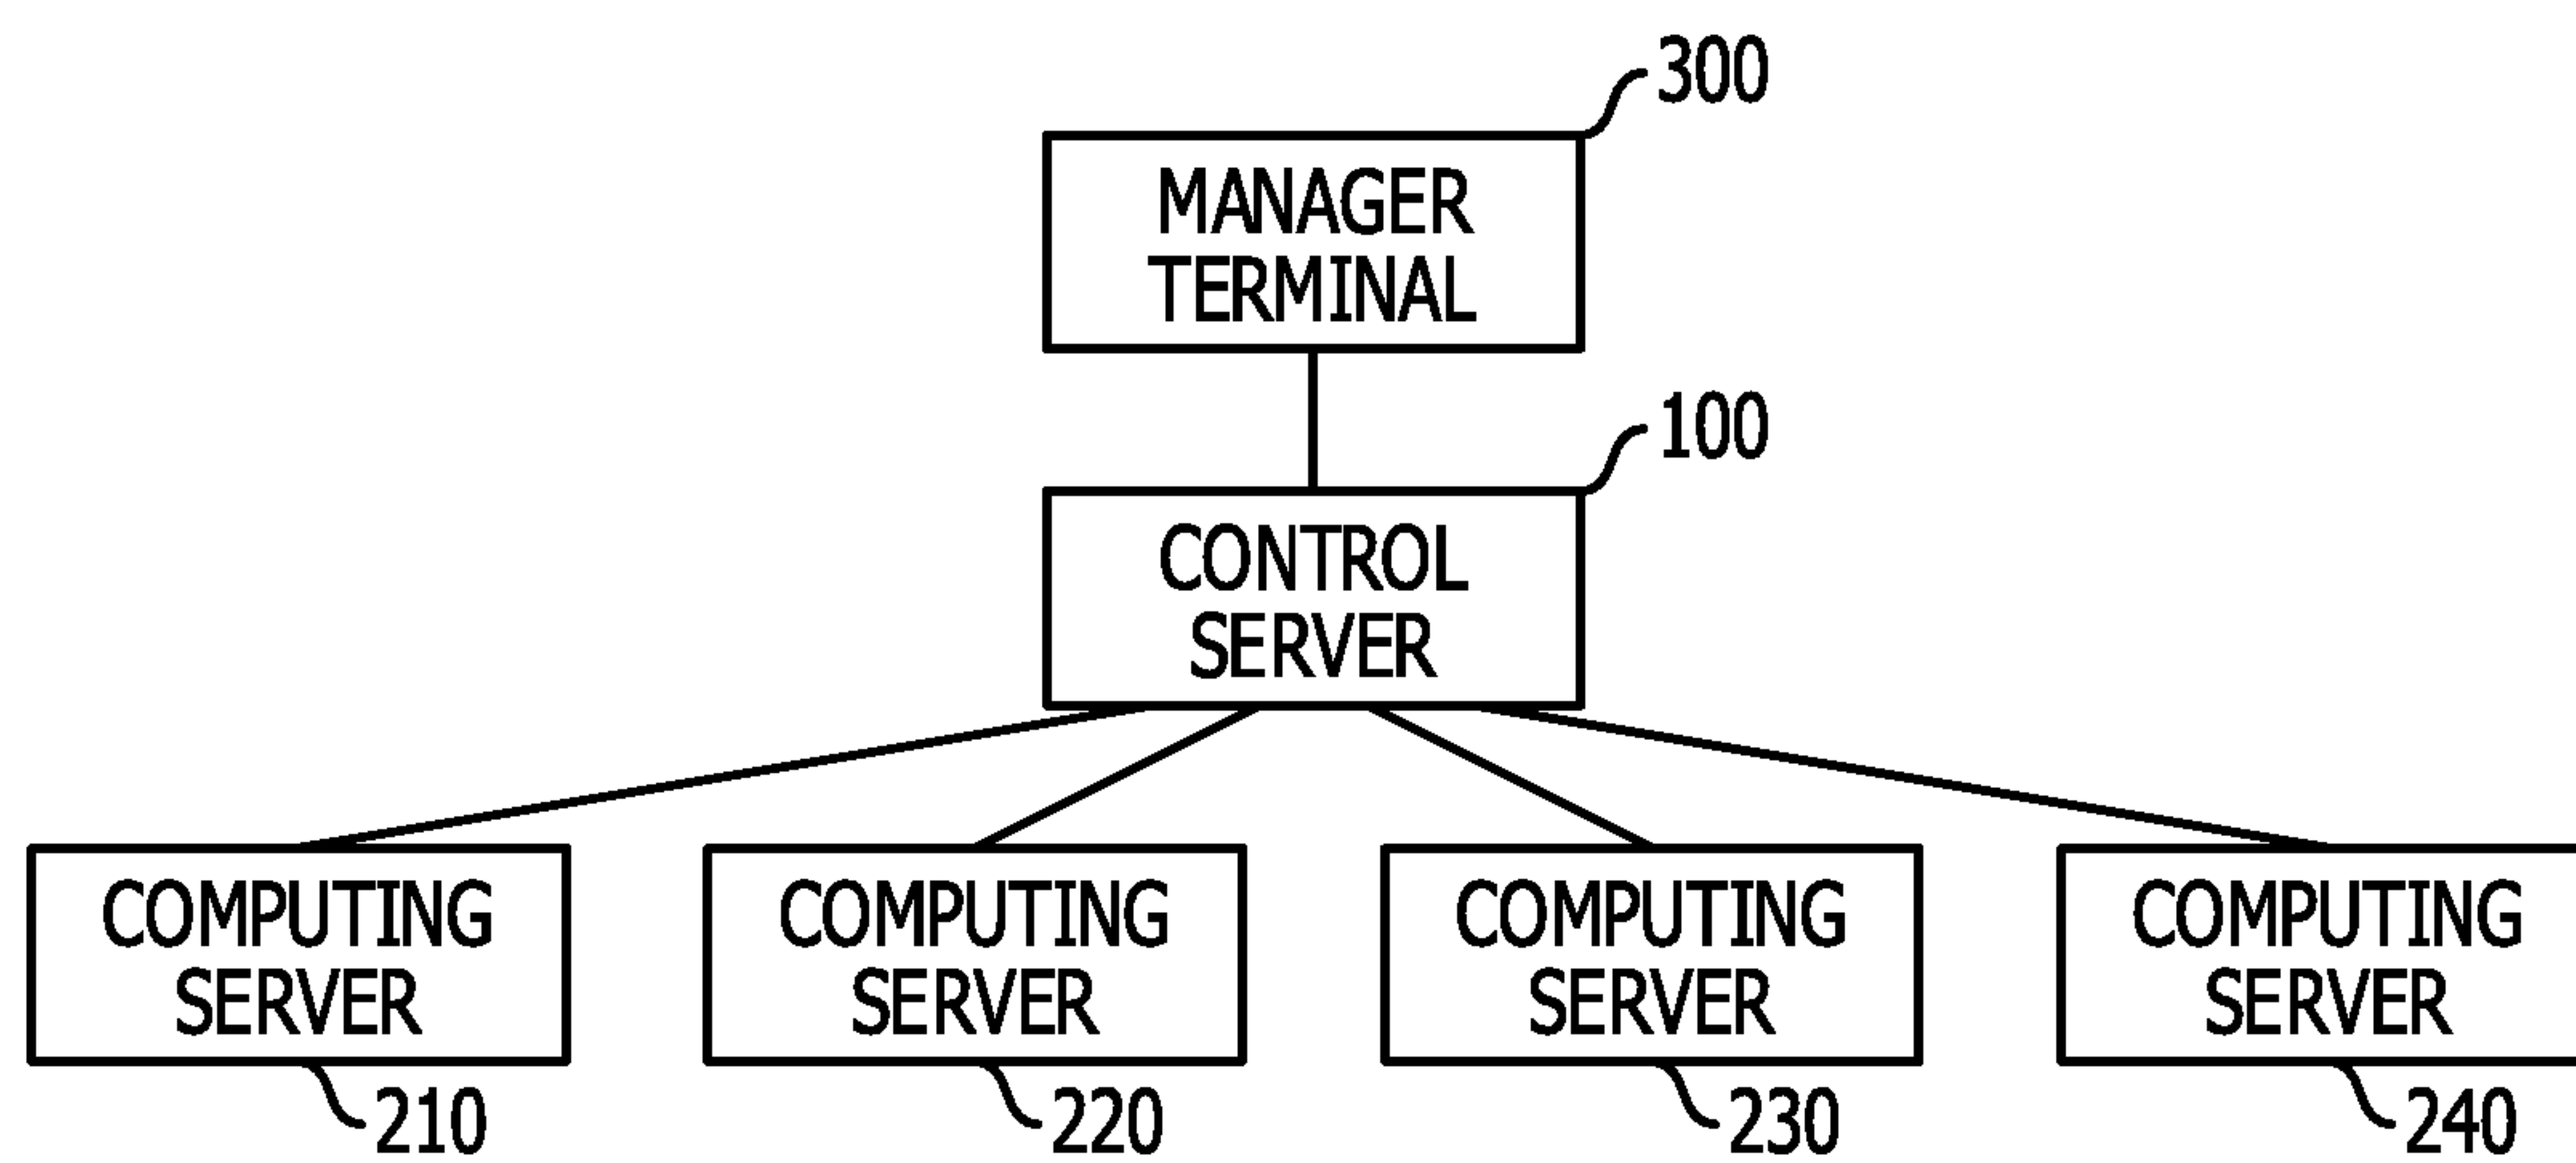 300
MANAGER
TERMINAL
100
CONTROL
SERVER
COMPUTING
SERVER
210
COMPUTING
SERVER
220
COMPUTING
SERVER
230
COMPUTING
SERVER
240